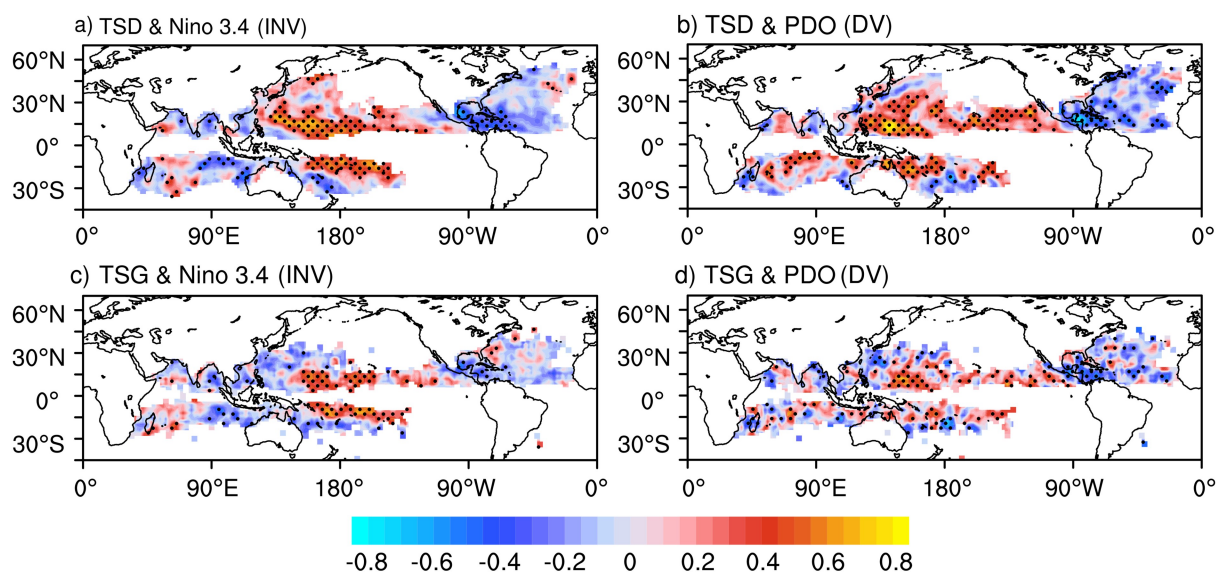 a) TSD & Nino 3.4 (INV)
b) TSD & PDO (DV)
60°N
30°N
0°
30°S
0° 90°E 180° 90°W 0°
60°N
30°N
0°
30°S
0° 90°E 180° 90°W 0°
c) TSG & Nino 3.4 (INV)
d) TSG & PDO (DV)
60°N
30°N
0°
30°S
0° 90°E 180° 90°W 0°
60°N
30°N
0°
30°S
0° 90°E 180° 90°W 0°
-0.8 -0.6 -0.4 -0.2 0 0.2 0.4 0.6 0.8